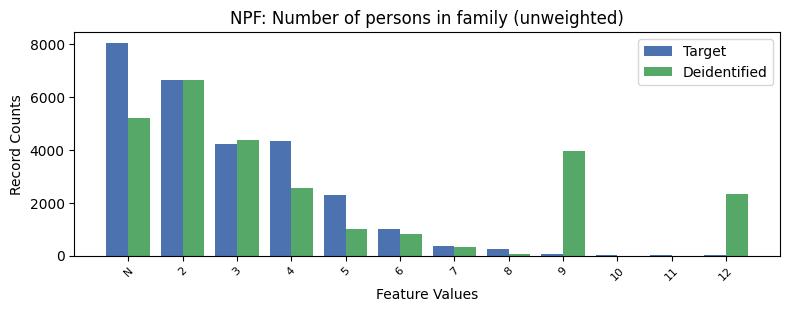 NPF: Number of persons in family (unweighted)
Target
Deidentified
8000
6000
4000
2000
0
Record Counts
N 2 3 4 5 6 7 8 9 10 11 12
Feature Values